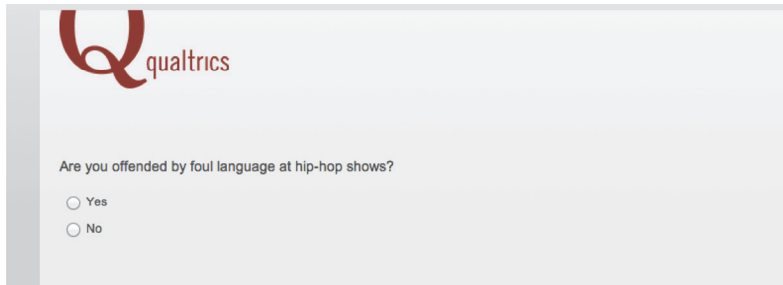 qualtrics
Are you offended by foul language at hip-hop shows?
Yes
No